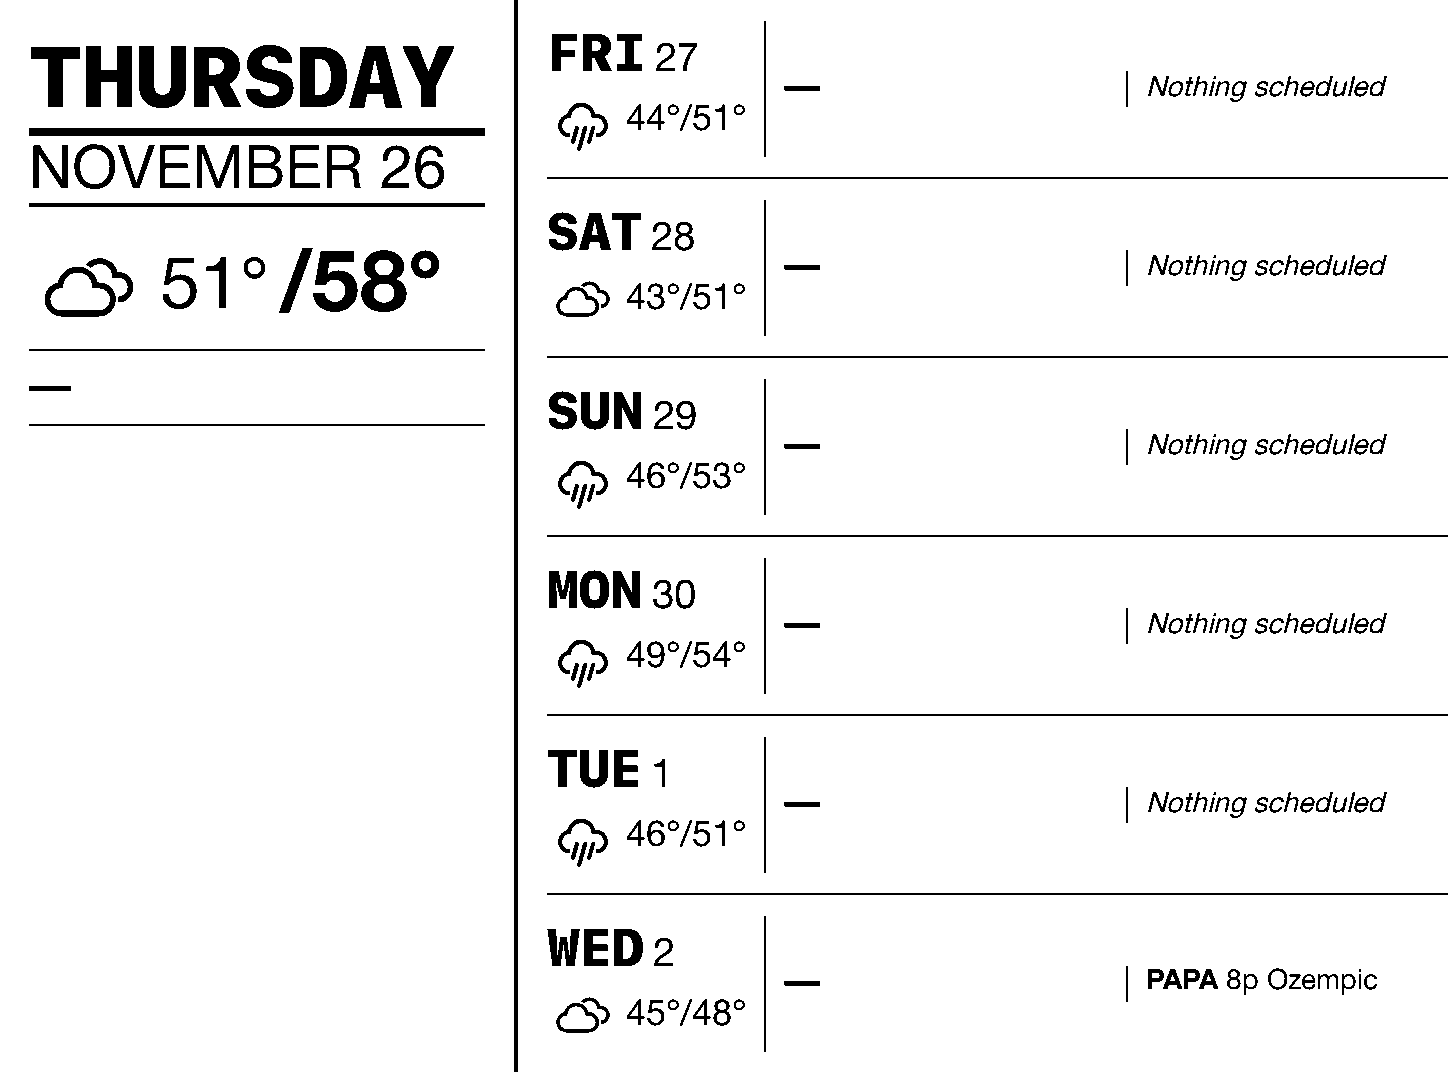 THURSDAY
NOVEMBER 26
51° /58°
—
FRI 27
44°/51°
—
Nothing scheduled
SAT 28
43°/51°
—
Nothing scheduled
SUN 29
46°/53°
—
Nothing scheduled
MON 30
49°/54°
—
Nothing scheduled
TUE 1
46°/51°
—
Nothing scheduled
WED 2
45°/48°
—
PAPA 8p Ozempic